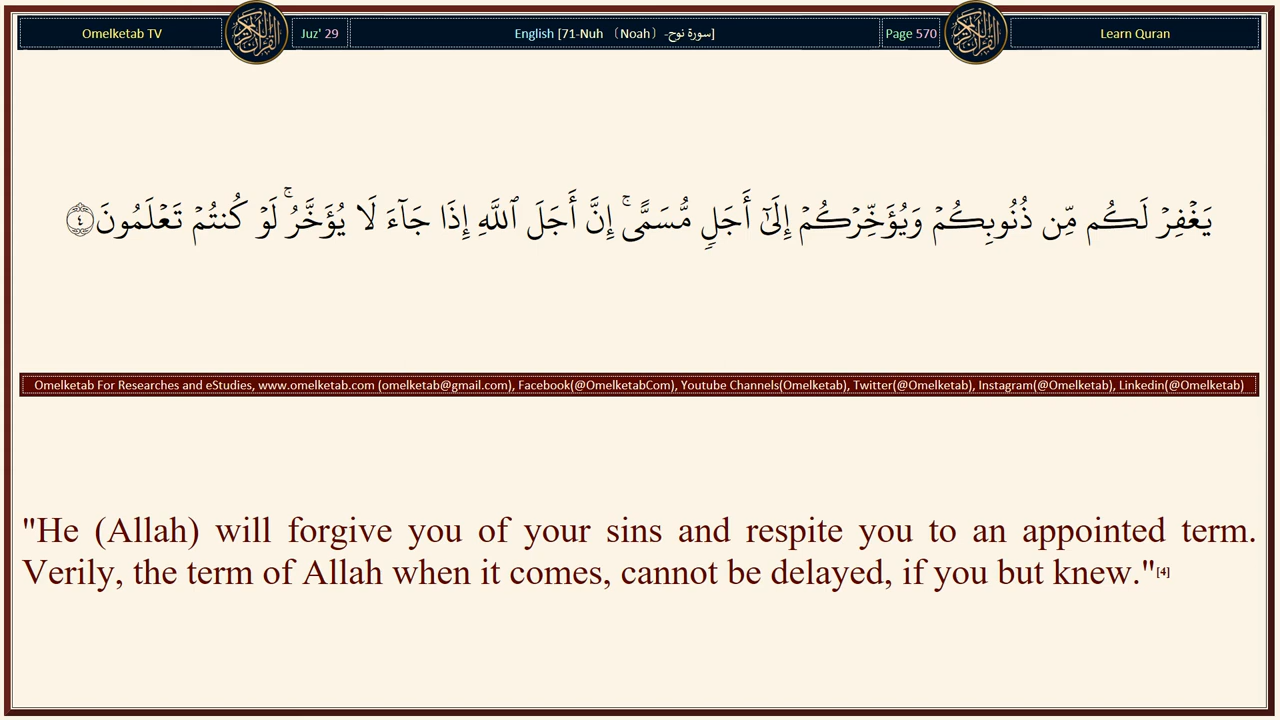 Omelketab TV
Juz' 29
English [71-Nuh 〔Noah〕-سورة نوح]
Page 570
Learn Quran
يَغۡفِرۡ لَكُم مِّن ذُنُوبِكُمۡ وَيُؤَخِّرۡكُمۡ إِلَىٰٓ أَجَلٖ مُّسَمًّىۚ إِنَّ أَجَلَ ٱللَّهِ إِذَا جَآءَ لَا يُؤَخَّرُۚ لَوۡ كُنتُمۡ تَعۡلَمُونَ ٤
Omelketab For Researches and eStudies, www.omelketab.com (omelketab@gmail.com), Facebook(@OmelketabCom), Youtube Channels(Omelketab), Twitter(@Omelketab), Instagram(@Omelketab), Linkedin(@Omelketab)
"He (Allah) will forgive you of your sins and respite you to an appointed term.
Verily, the term of Allah when it comes, cannot be delayed, if you but knew."[4]